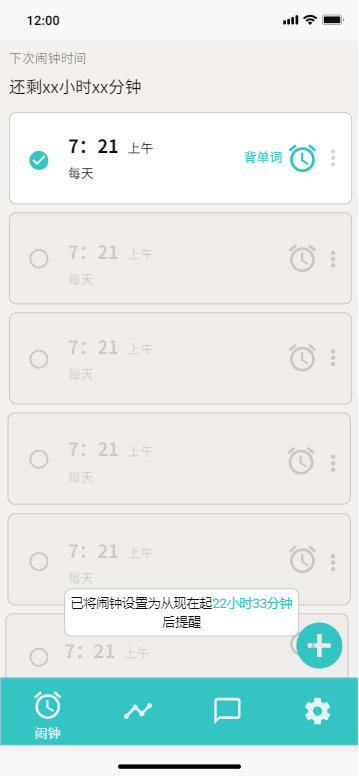 12:00
下次闹钟时间
还剩xx小时xx分钟
7：21 上午
背单词
每天
7：21 上午
每天
7：21 上午
每天
7：21 上午
每天
7：21 上午
每天
已将闹钟设置为从现在起22小时33分钟
后提醒
7：21 上午
闹钟